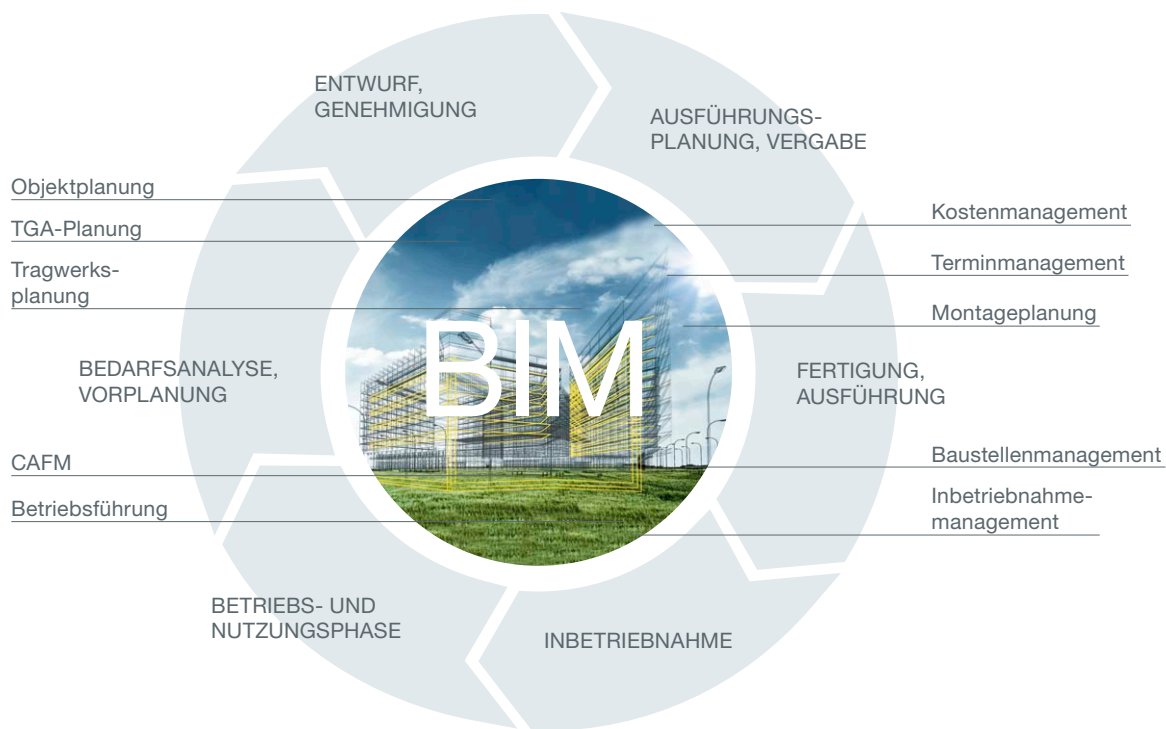 ENTWURF,
GENEHMIGUNG
AUSFÜHRUNGS-
PLANUNG, VERGABE
Objektplanung
TGA-Planung
Tragwerks-
planung
Kostenmanagement
Terminmanagement
Montageplanung
BIM
BEDARFSANALYSE,
VORPLANUNG
FERTIGUNG,
AUSFÜHRUNG
CAFM
Betriebsführung
Baustellenmanagement
Inbetriebnahme-
management
BETRIEBS- UND
NUTZUNGSPHASE
INBETRIEBNAHME